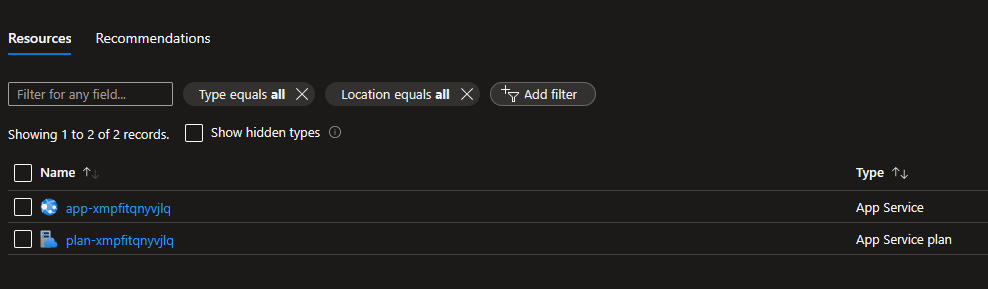 Resources Recommendations
Filter for any field... Type equals all Location equals all Add filter
Showing 1 to 2 of 2 records. Show hidden types
Name Type
app-xmpfitqnyvjlq App Service
plan-xmpfitqnyvjlq App Service plan